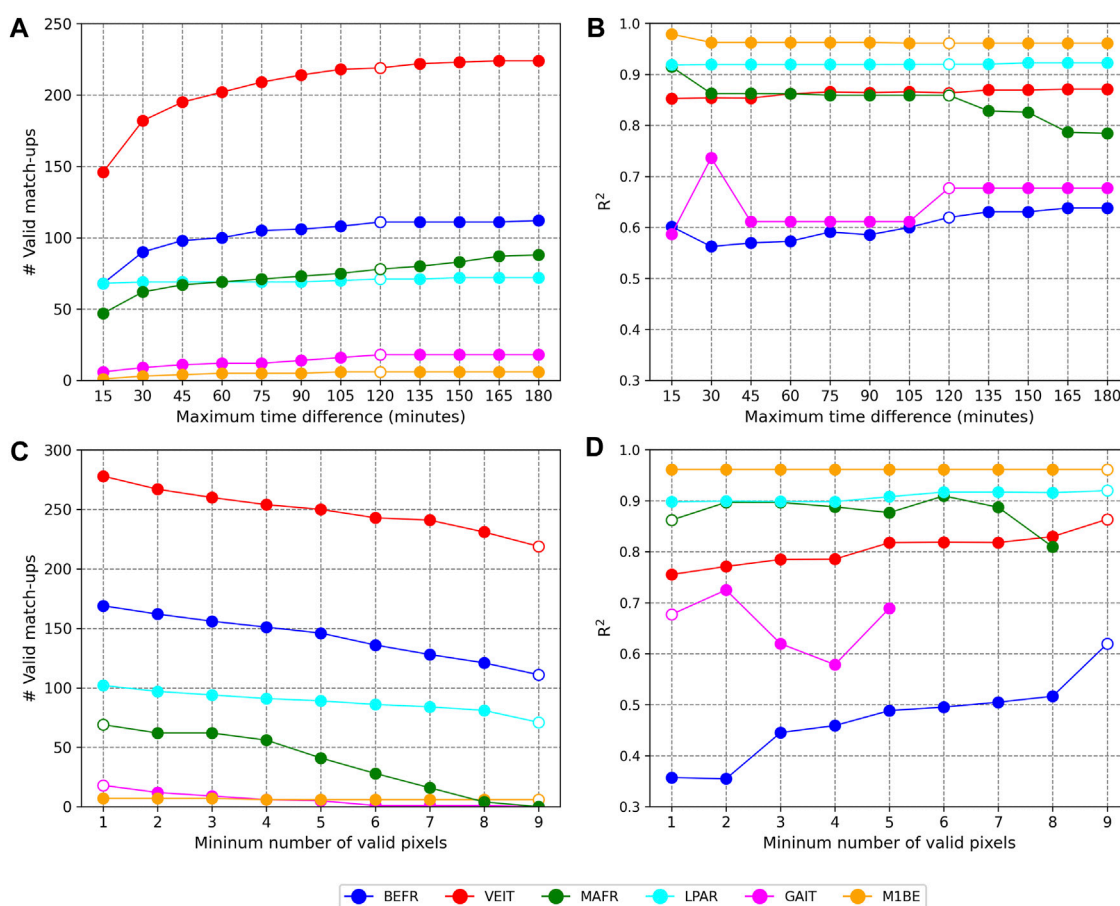 A
# Valid match-ups
250
200
150
100
50
0
15 30 45 60 75 90 105 120 135 150 165 180
Maximum time difference (minutes)
B
R²
1.0
0.9
0.8
0.7
0.6
0.5
0.4
0.3
15 30 45 60 75 90 105 120 135 150 165 180
Maximum time difference (minutes)
C
# Valid match-ups
300
250
200
150
100
50
0
1 2 3 4 5 6 7 8 9
Mininum number of valid pixels
D
R²
1.0
0.9
0.8
0.7
0.6
0.5
0.4
0.3
1 2 3 4 5 6 7 8 9
Mininum number of valid pixels
BEFR VEIT MAFR LPAR GAIT M1BE